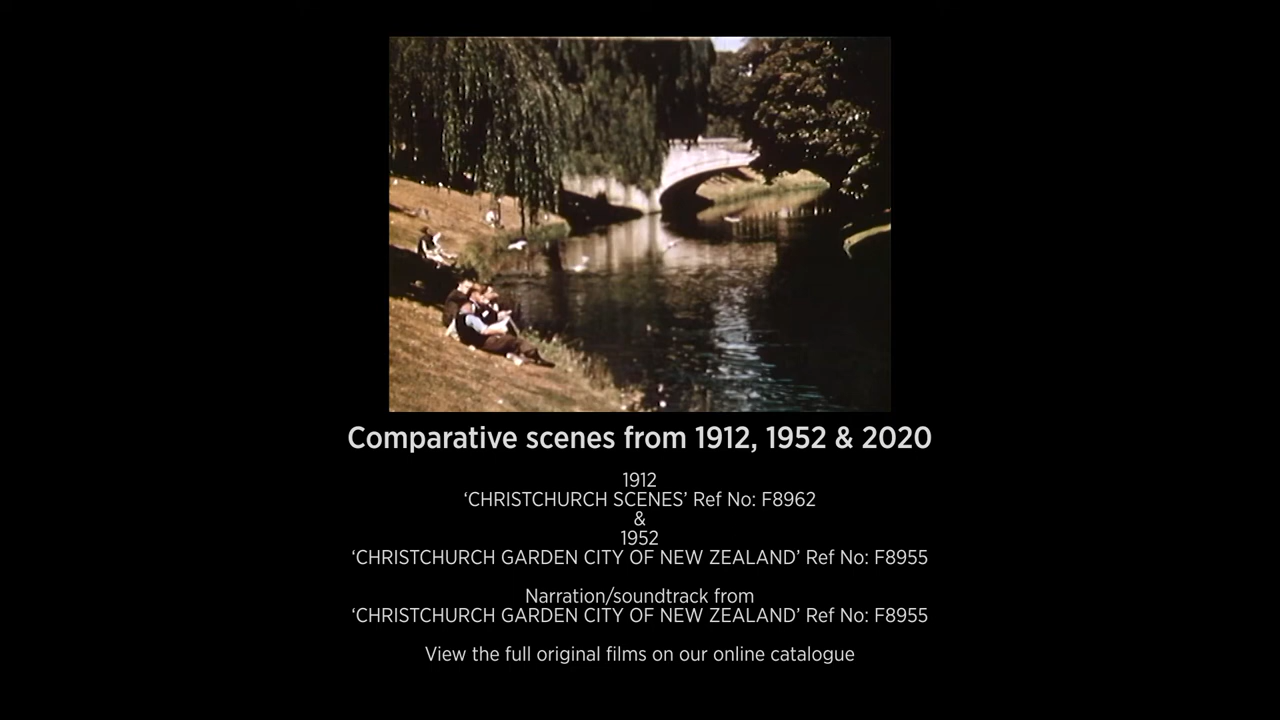 Comparative scenes from 1912, 1952 & 2020
1912
‘CHRISTCHURCH SCENES’ Ref No: F8962
&
1952
‘CHRISTCHURCH GARDEN CITY OF NEW ZEALAND’ Ref No: F8955
Narration/soundtrack from
‘CHRISTCHURCH GARDEN CITY OF NEW ZEALAND’ Ref No: F8955
View the full original films on our online catalogue